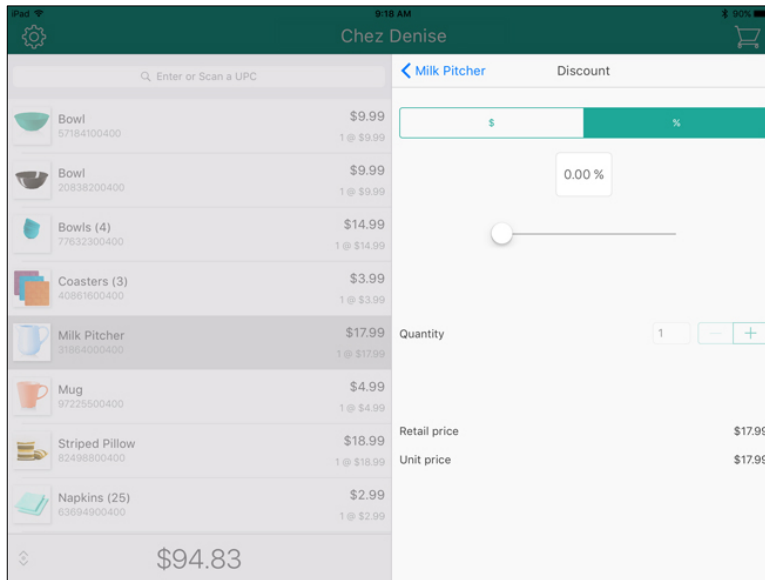 iPad 9:18 AM 90%
Chez Denise
Enter or Scan a UPC
Bowl $9.99
57184100400 1 @ $9.99
Bowl $9.99
20838200400 1 @ $9.99
Bowls (4) $14.99
77632300400 1 @ $14.99
Coasters (3) $3.99
40861600400 1 @ $3.99
Milk Pitcher $17.99
31864000400 1 @ $17.99
Mug $4.99
97225500400 1 @ $4.99
Striped Pillow $18.99
82498800400 1 @ $18.99
Napkins (25) $2.99
63694900400 1 @ $2.99
$94.83
Milk Pitcher Discount
$ %
0.00 %
Quantity 1 − +
Retail price $17.99
Unit price $17.99